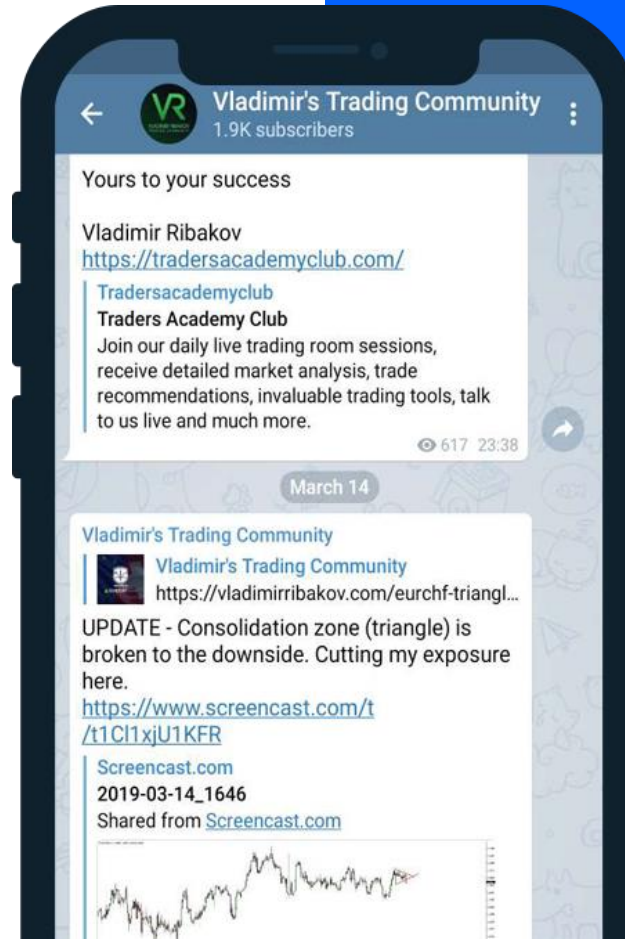 VR
Vladimir's Trading Community
1.9K subscribers
Yours to your success
Vladimir Ribakov
https://tradersacademyclub.com/
Tradersacademyclub
Traders Academy Club
Join our daily live trading room sessions,
receive detailed market analysis, trade
recommendations, invaluable trading tools, talk
to us live and much more.
617 23:38
March 14
Vladimir's Trading Community
Vladimir's Trading Community
https://vladimirribakov.com/eurchf-triangl...
UPDATE - Consolidation zone (triangle) is
broken to the downside. Cutting my exposure
here.
https://www.screencast.com/t
/t1Cl1xjU1KFR
Screencast.com
2019-03-14_1646
Shared from Screencast.com